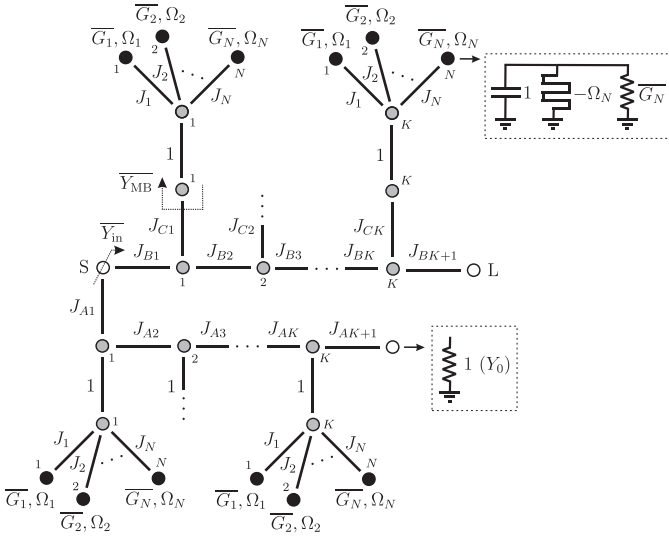 $\overline{G_2}, \Omega_2$ $\overline{G_2}, \Omega_2$
$\overline{G_1}, \Omega_1$ 2 $\overline{G_N}, \Omega_N$ $\overline{G_1}, \Omega_1$ 2 $\overline{G_N}, \Omega_N$
1 $J_2$ ... N 1 $J_2$ ... N
$J_1$ $J_N$ $J_1$ $J_N$
1 K
1 $-\Omega_N$ $\overline{G_N}$
1 1
$\overline{Y_{\mathrm{MB}}}$ 1 K
$\overline{Y_{\mathrm{in}}}$ $J_{C1}$ $J_{C2}$ $J_{CK}$
S $J_{B1}$ $J_{B2}$ $J_{B3}$ ... $J_{BK}$ $J_{BK+1}$ L
1 2 K
$J_{A1}$
$J_{A2}$ $J_{A3}$ ... $J_{AK}$ $J_{AK+1}$
1 2 K
1 $(Y_0)$
1 1 1
1 K
$J_1$ $J_2$ ... $J_N$ $J_1$ $J_2$ ... $J_N$
1 2 N 1 2 N
$\overline{G_1}, \Omega_1$ $\overline{G_N}, \Omega_N$ $\overline{G_1}, \Omega_1$ $\overline{G_N}, \Omega_N$
$\overline{G_2}, \Omega_2$ $\overline{G_2}, \Omega_2$